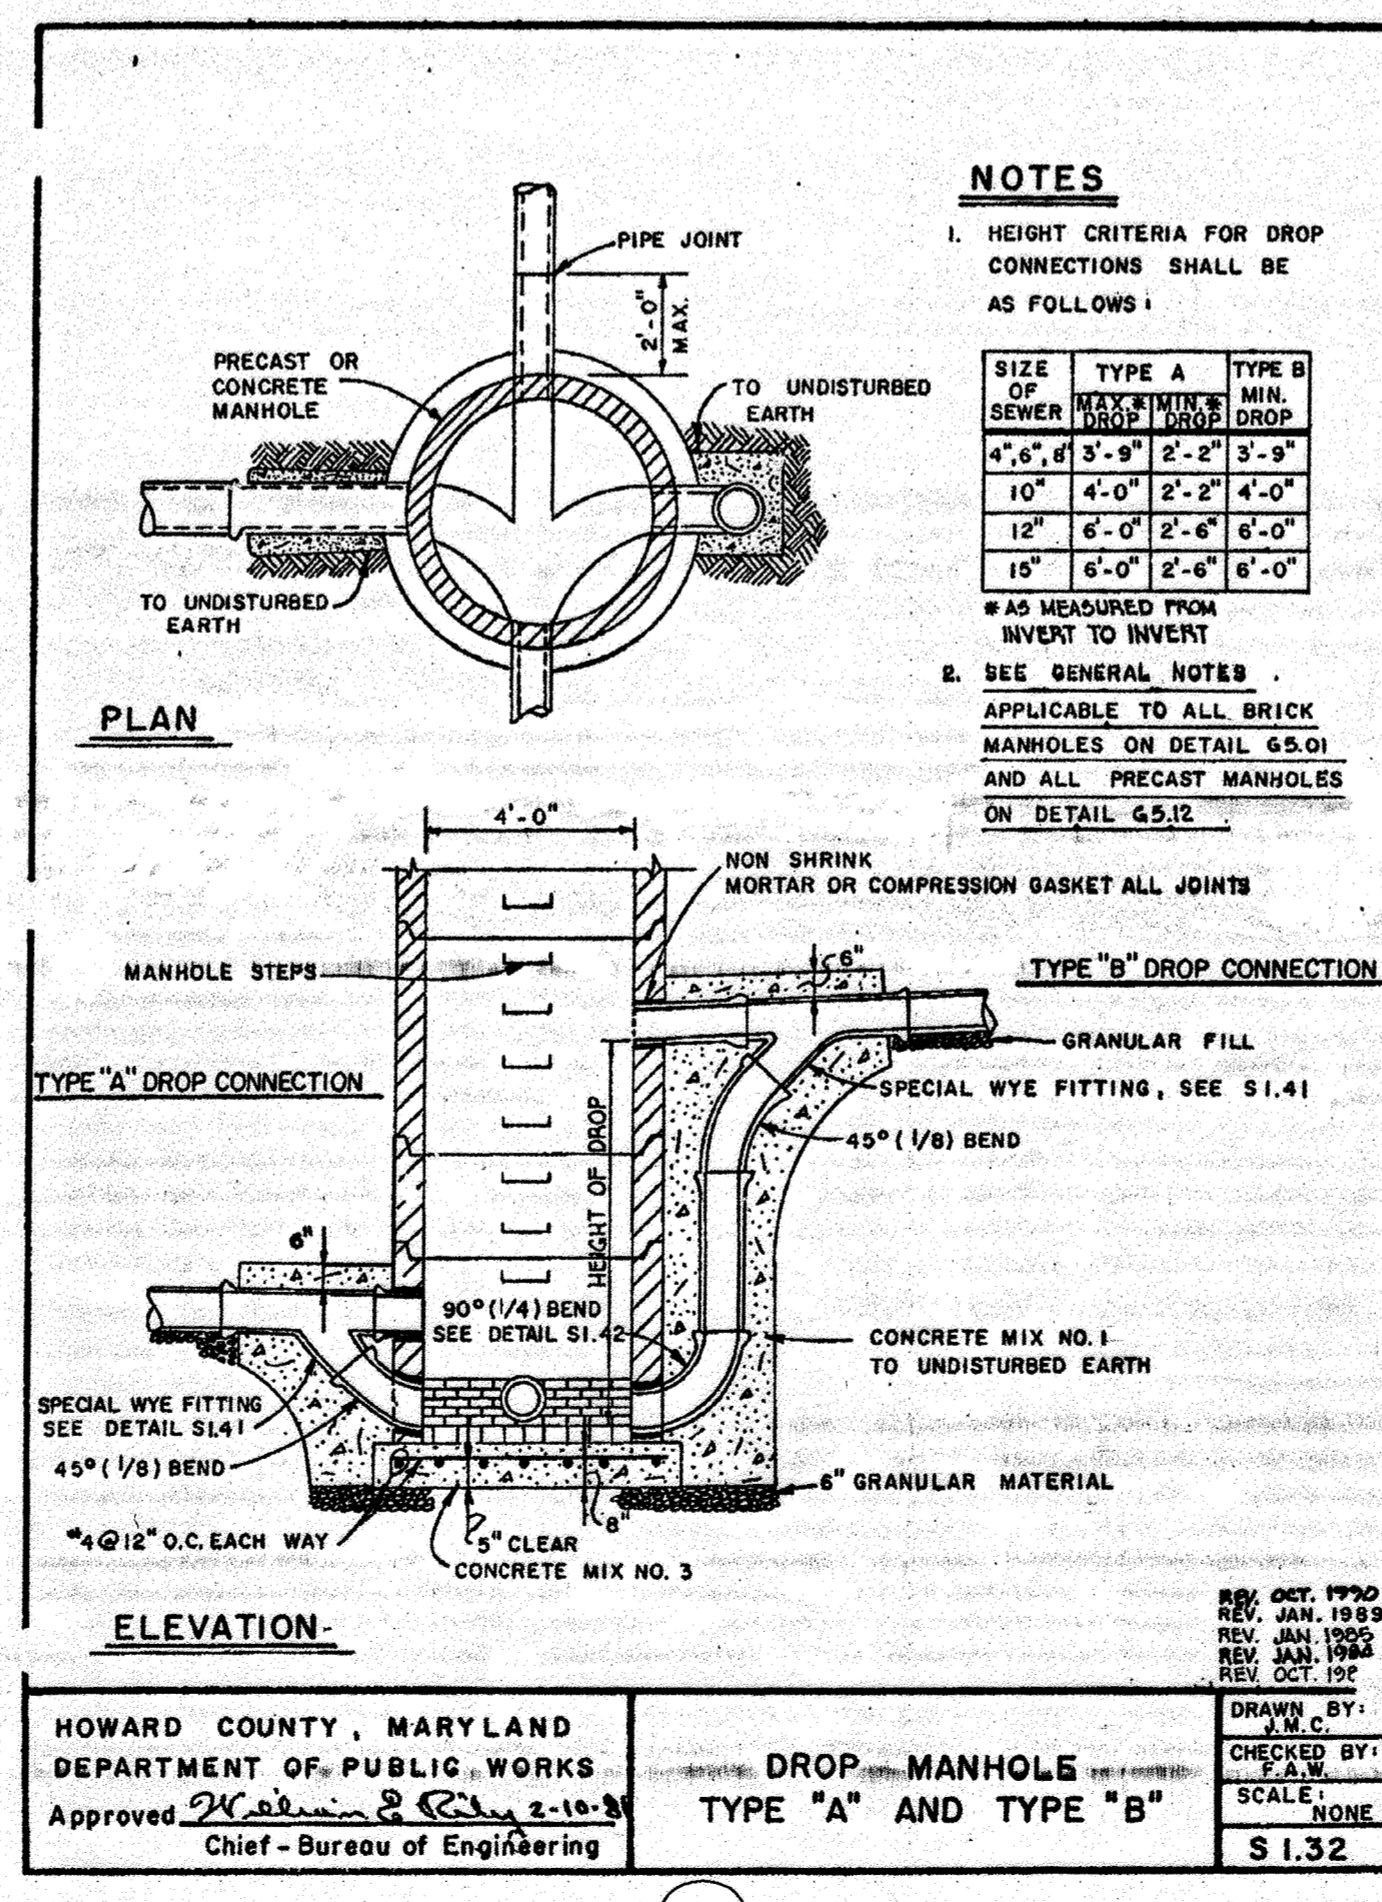 NOTES
1. HEIGHT CRITERIA FOR DROP
CONNECTIONS SHALL BE
AS FOLLOWS:
SIZE OF SEWER | TYPE A MAX.* DROP | TYPE A MIN.* DROP | TYPE B MIN. DROP
4", 6", 8" | 3'-9" | 2'-2" | 3'-9"
10" | 4'-0" | 2'-2" | 4'-0"
12" | 6'-0" | 2'-6" | 6'-0"
15" | 6'-0" | 2'-6" | 6'-0"
* AS MEASURED FROM
INVERT TO INVERT
2. SEE GENERAL NOTES
APPLICABLE TO ALL BRICK
MANHOLES ON DETAIL G5.01
AND ALL PRECAST MANHOLES
ON DETAIL G5.12
PIPE JOINT
2'-0"
MAX.
PRECAST OR
CONCRETE
MANHOLE
TO UNDISTURBED
EARTH
TO UNDISTURBED
EARTH
PLAN
4'-0"
NON SHRINK
MORTAR OR COMPRESSION GASKET ALL JOINTS
MANHOLE STEPS
6"
TYPE "B" DROP CONNECTION
GRANULAR FILL
TYPE "A" DROP CONNECTION
SPECIAL WYE FITTING, SEE S1.41
45° (1/8) BEND
HEIGHT OF DROP
6"
90° (1/4) BEND
SEE DETAIL S1.42
CONCRETE MIX NO. 1
TO UNDISTURBED EARTH
SPECIAL WYE FITTING
SEE DETAIL S1.41
45° (1/8) BEND
6" GRANULAR MATERIAL
#4 @ 12" O.C. EACH WAY
5" CLEAR
8"
CONCRETE MIX NO. 3
ELEVATION
REV. OCT. 1990
REV. JAN. 1989
REV. JAN. 1985
REV. JAN.
REV. OCT.
HOWARD COUNTY, MARYLAND
DEPARTMENT OF PUBLIC WORKS
Approved William E Riley
Chief - Bureau of Engineering
DROP MANHOLE
TYPE "A" AND TYPE "B"
DRAWN BY:
J.M.C.
CHECKED BY:
F.A.W.
SCALE:
NONE
S 1.32